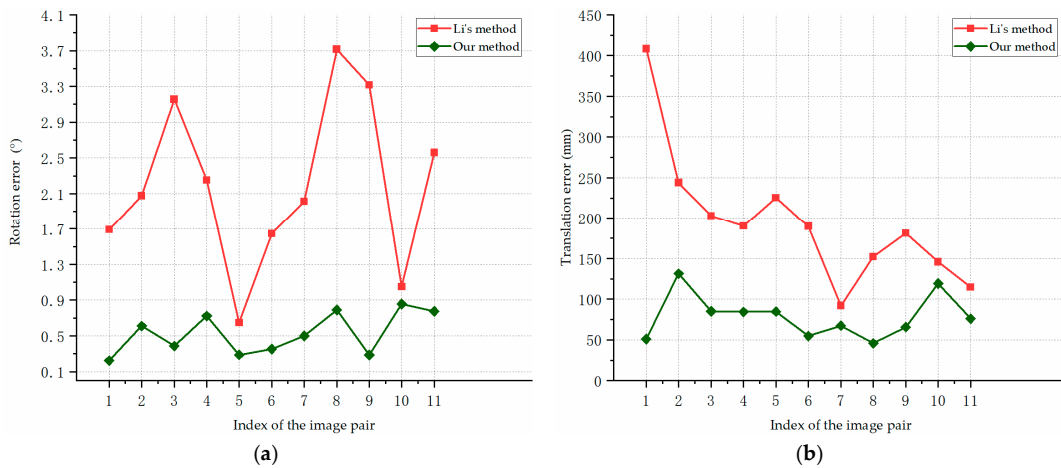 4.1
3.7
3.3
2.9
2.5
2.1
1.7
1.3
0.9
0.5
0.1
Rotation error (°)
Li's method
Our method
1 2 3 4 5 6 7 8 9 10 11
Index of the image pair
(a)
450
400
350
300
250
200
150
100
50
0
Translation error (mm)
Li's method
Our method
1 2 3 4 5 6 7 8 9 10 11
Index of the image pair
(b)